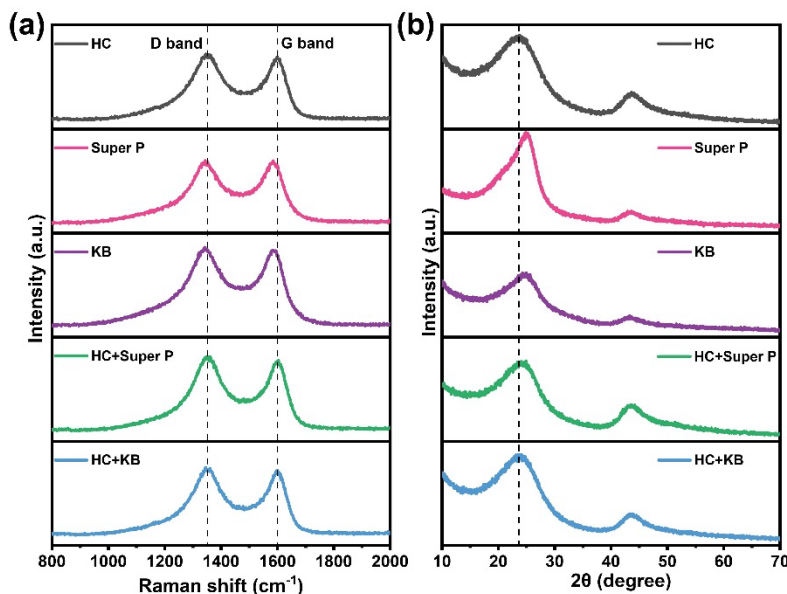 (a)
HC
D band
G band
Super P
KB
HC+Super P
HC+KB
Intensity (a.u.)
800 1000 1200 1400 1600 1800 2000
Raman shift (cm⁻¹)
(b)
HC
Super P
KB
HC+Super P
HC+KB
Intensity (a.u.)
10 20 30 40 50 60 70
2θ (degree)